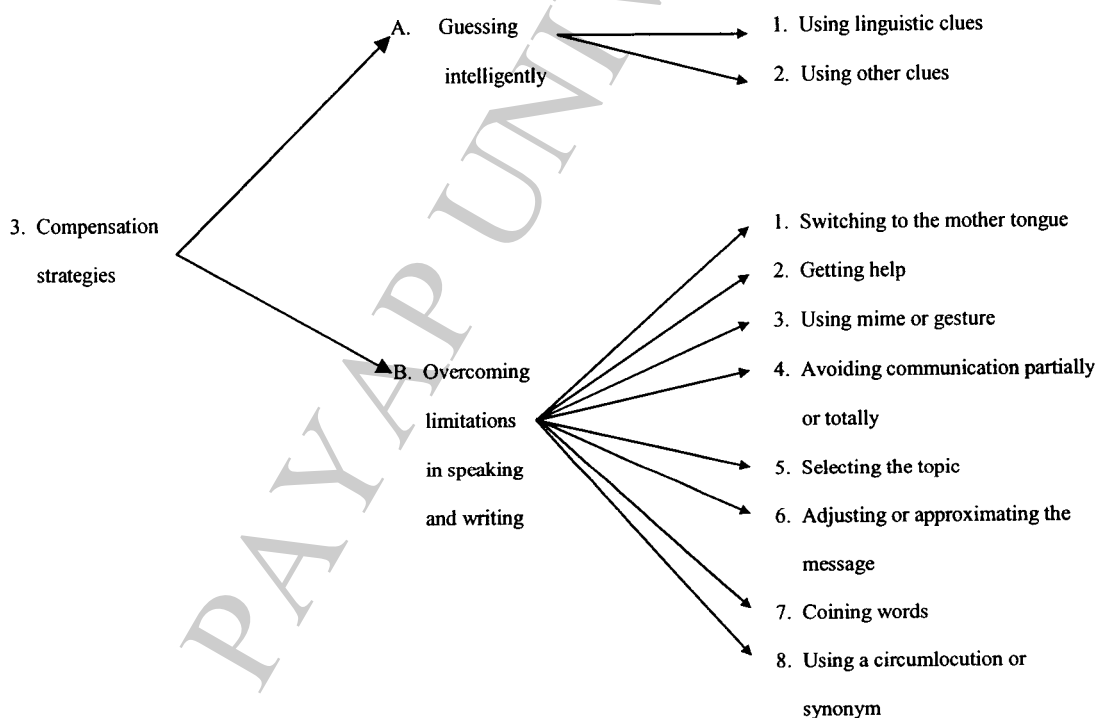 3. Compensation
strategies
A. Guessing
intelligently
1. Using linguistic clues
2. Using other clues
B. Overcoming
limitations
in speaking
and writing
1. Switching to the mother tongue
2. Getting help
3. Using mime or gesture
4. Avoiding communication partially
or totally
5. Selecting the topic
6. Adjusting or approximating the
message
7. Coining words
8. Using a circumlocution or
synonym
PAYAP UNIV